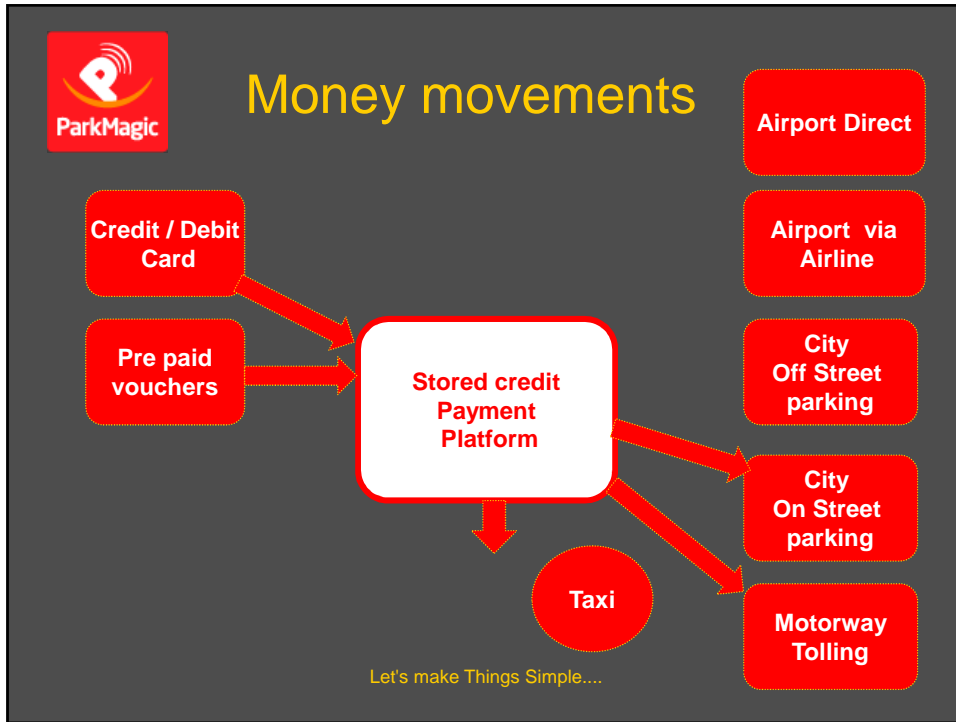 ParkMagic
Money movements
Airport Direct
Credit / Debit
Card
Airport via
Airline
Pre paid
vouchers
Stored credit
Payment
Platform
City
Off Street
parking
City
On Street
parking
Taxi
Motorway
Tolling
Let's make Things Simple....